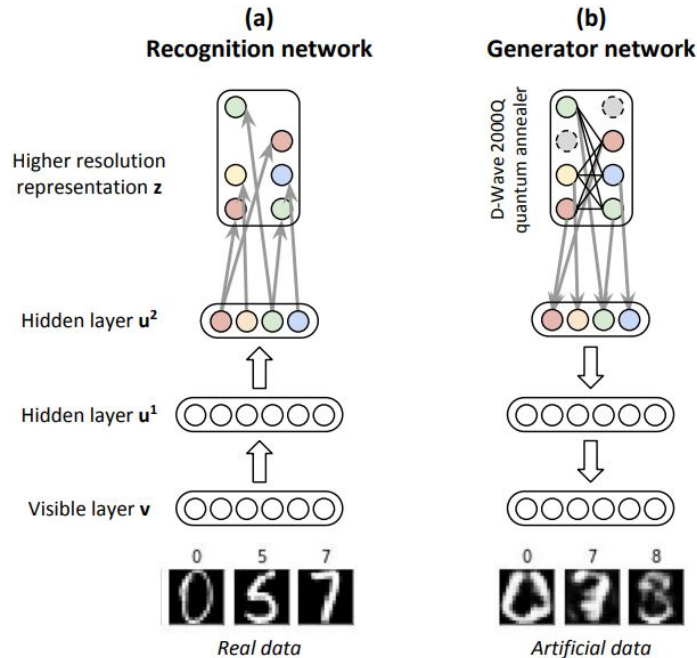 (a)
Recognition network
Higher resolution
representation z
Hidden layer u²
Hidden layer u¹
Visible layer v
0 5 7
Real data
(b)
Generator network
D-Wave 2000Q
quantum annealer
0 7 8
Artificial data